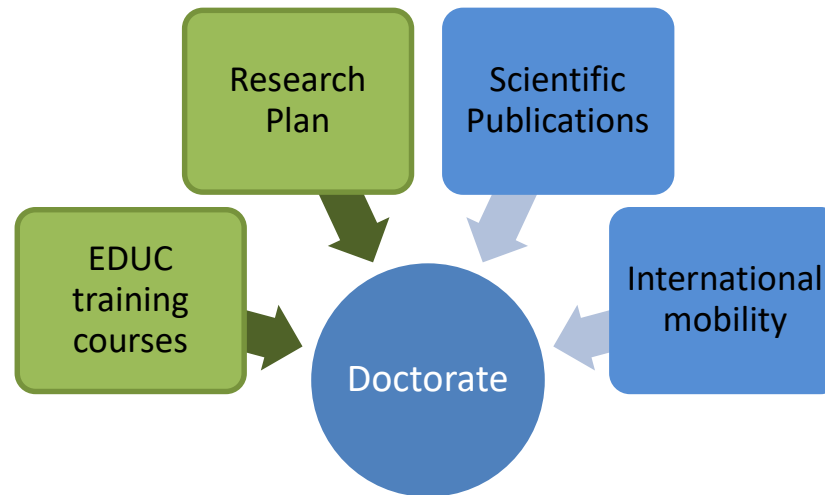 Research
Plan
Scientific
Publications
EDUC
training
courses
International
mobility
Doctorate